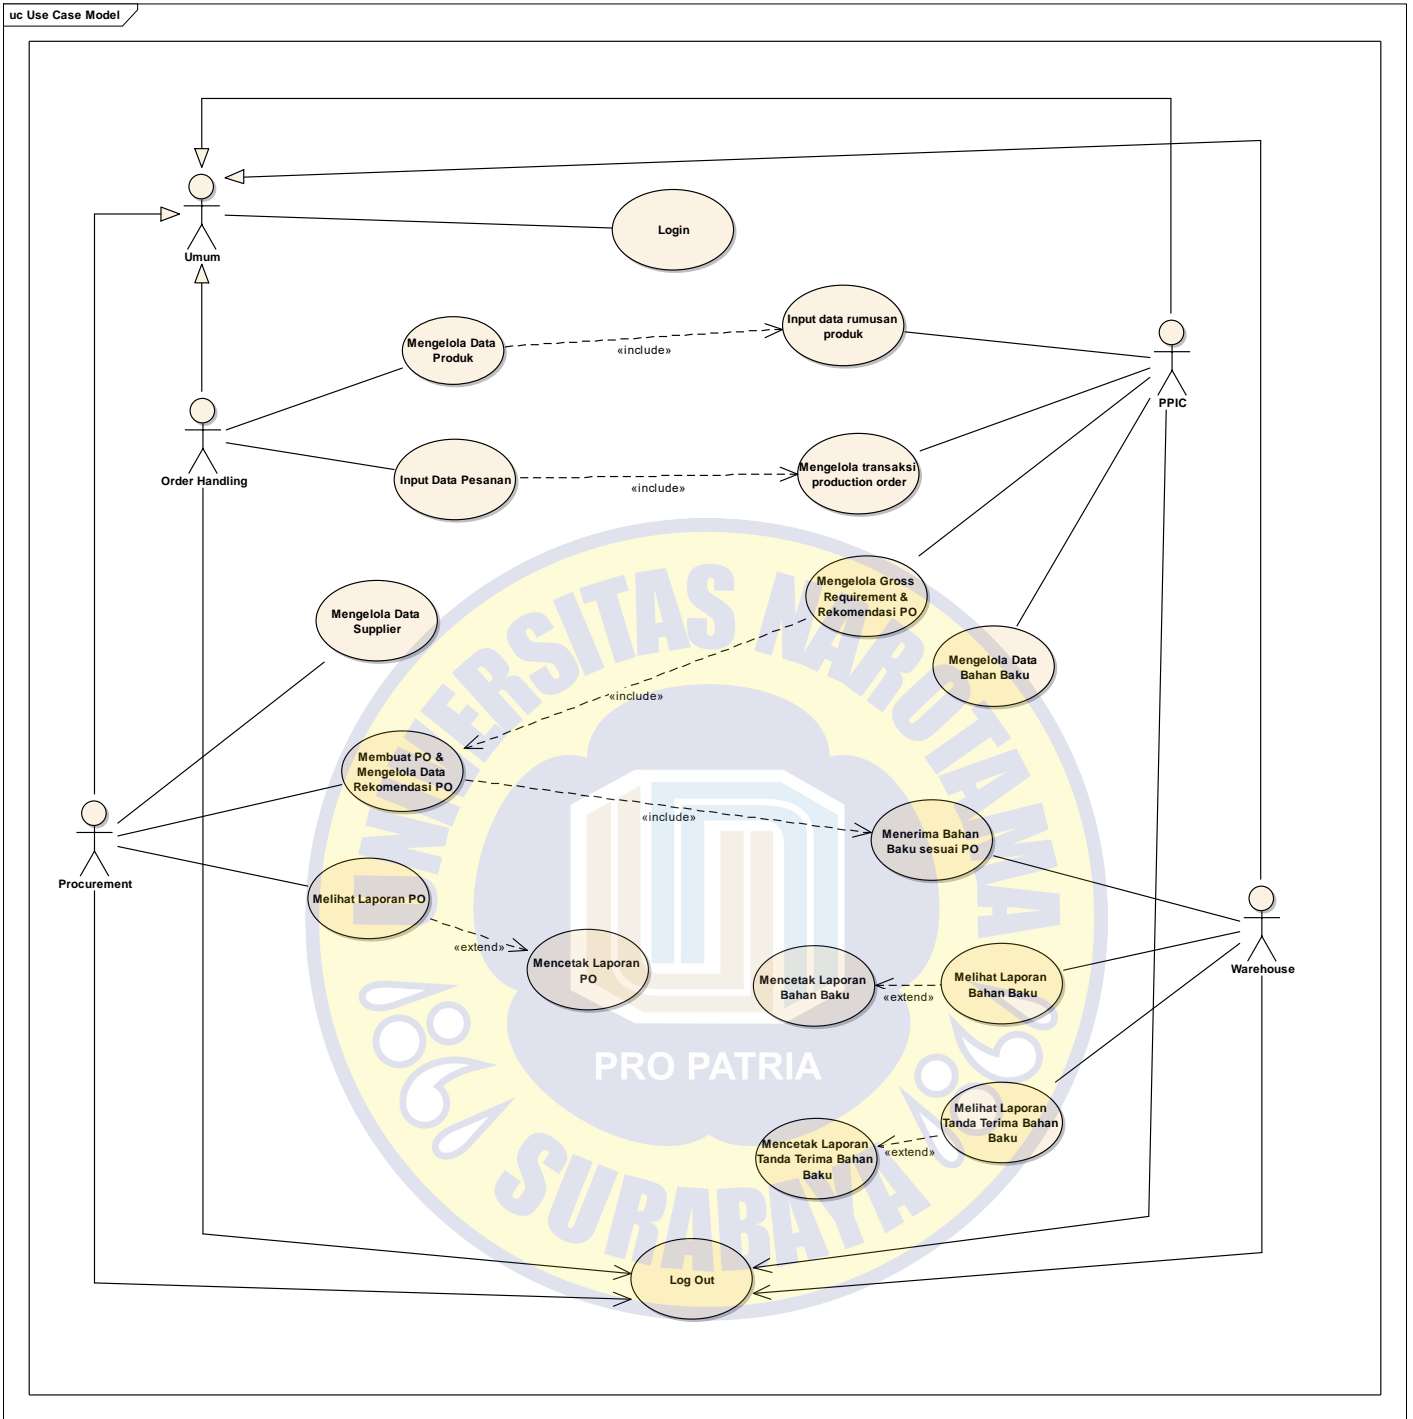 uc Use Case Model
Umum
Login
Mengelola Data
Produk
«include»
Input data rumusan
produk
PPIC
Order Handling
Input Data Pesanan
«include»
Mengelola transaksi
production order
Mengelola Gross
Requirement &
Rekomendasi PO
Mengelola Data
Supplier
Mengelola Data
Bahan Baku
«include»
Membuat PO &
Mengelola Data
Rekomendasi PO
«include»
Menerima Bahan
Baku sesuai PO
Procurement
Melihat Laporan PO
«extend»
Mencetak Laporan
PO
Mencetak Laporan
Bahan Baku
«extend»
Melihat Laporan
Bahan Baku
Warehouse
Melihat Laporan
Tanda Terima Bahan
Baku
«extend»
Mencetak Laporan
Tanda Terima Bahan
Baku
Log Out
UNIVERSITAS NAROTAMA
PRO PATRIA
SURABAYA